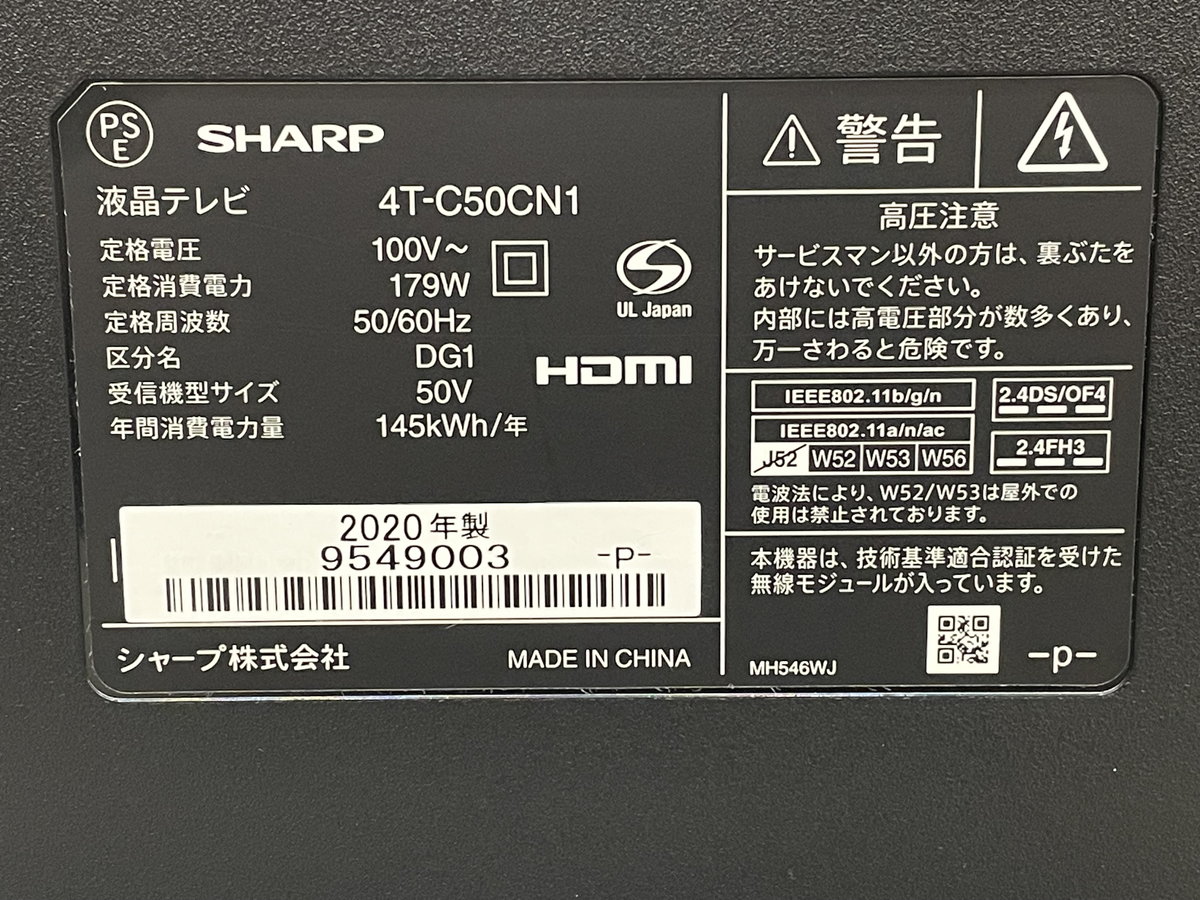 PSE
SHARP
液晶テレビ 4T-C50CN1
定格電圧 100V～
定格消費電力 179W
定格周波数 50/60Hz
区分名 DG1
受信機型サイズ 50V
年間消費電力量 145kWh/年
UL Japan
HDMI
2020年製
9549003 -P-
シャープ株式会社 MADE IN CHINA
警告
高圧注意
サービスマン以外の方は、裏ぶたを
あけないでください。
内部には高電圧部分が数多くあり、
万一さわると危険です。
IEEE802.11b/g/n
IEEE802.11a/n/ac
J52 W52 W53 W56
2.4DS/OF4
2.4FH3
電波法により、W52/W53は屋外での
使用は禁止されております。
本機器は、技術基準適合認証を受けた
無線モジュールが入っています。
MH546WJ -p-